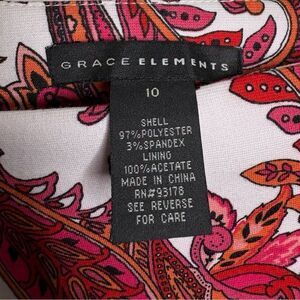 GRACE ELEMENTS
10
SHELL
97%POLYESTER
3%SPANDEX
LINING
100%ACETATE
MADE IN CHINA
RN#93178
SEE REVERSE
FOR CARE